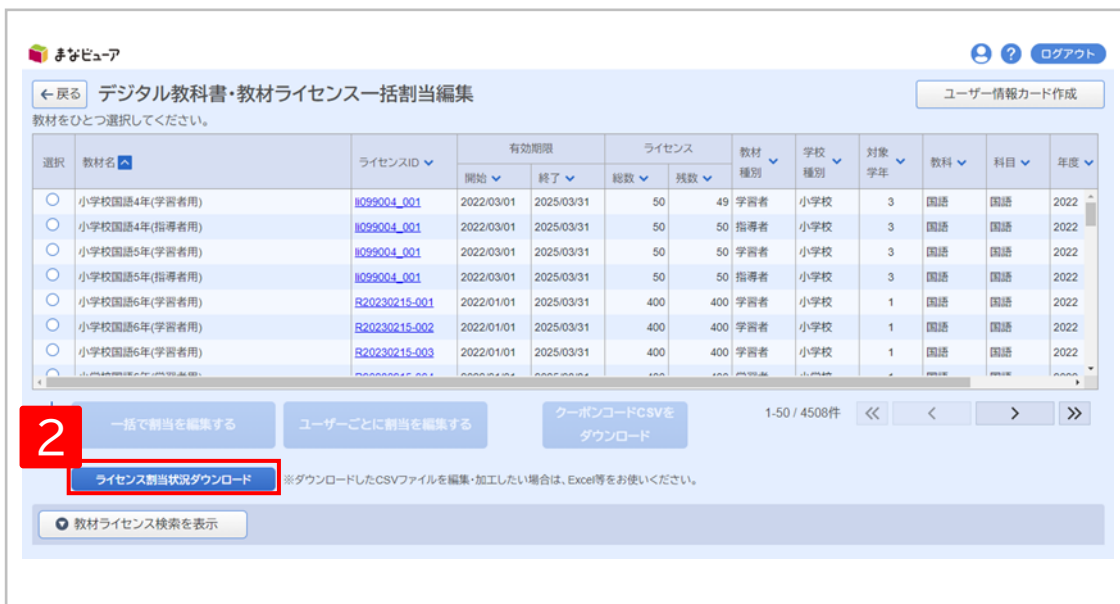 まなビューア
ログアウト
←戻る デジタル教科書・教材ライセンス一括割当編集 ユーザー情報カード作成
教材をひとつ選択してください。
選択 教材名 ライセンスID 有効期限 ライセンス 教材種別 学校種別 対象学年 教科 科目 年度
開始 終了 総数 残数
小学校国語4年(学習者用) li099004_001 2022/03/01 2025/03/31 50 49 学習者 小学校 3 国語 国語 2022
小学校国語4年(指導者用) li099004_001 2022/03/01 2025/03/31 50 50 指導者 小学校 3 国語 国語 2022
小学校国語5年(学習者用) li099004_001 2022/03/01 2025/03/31 50 50 学習者 小学校 3 国語 国語 2022
小学校国語5年(指導者用) li099004_001 2022/03/01 2025/03/31 50 50 指導者 小学校 3 国語 国語 2022
小学校国語6年(学習者用) R20230215-001 2022/01/01 2025/03/31 400 400 学習者 小学校 1 国語 国語 2022
小学校国語6年(学習者用) R20230215-002 2022/01/01 2025/03/31 400 400 学習者 小学校 1 国語 国語 2022
小学校国語6年(学習者用) R20230215-003 2022/01/01 2025/03/31 400 400 学習者 小学校 1 国語 国語 2022
2
一括で割当を編集する ユーザーごとに割当を編集する クーポンコードCSVを
ダウンロード
1-50 / 4508件
ライセンス割当状況ダウンロード ※ダウンロードしたCSVファイルを編集・加工したい場合は、Excel等をお使いください。
教材ライセンス検索を表示